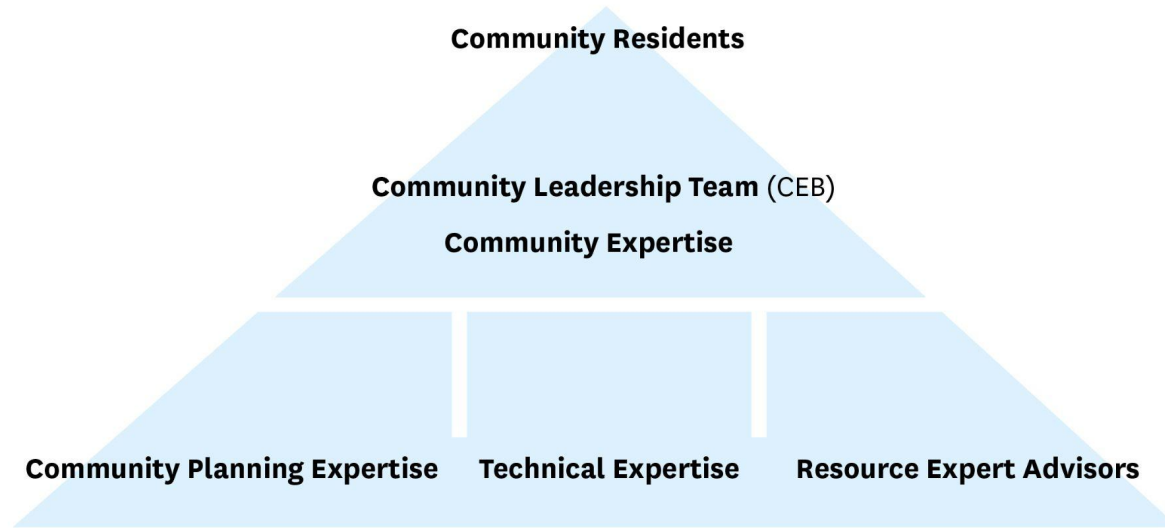 Community Residents
Community Leadership Team (CEB)
Community Expertise
Community Planning Expertise
Technical Expertise
Resource Expert Advisors